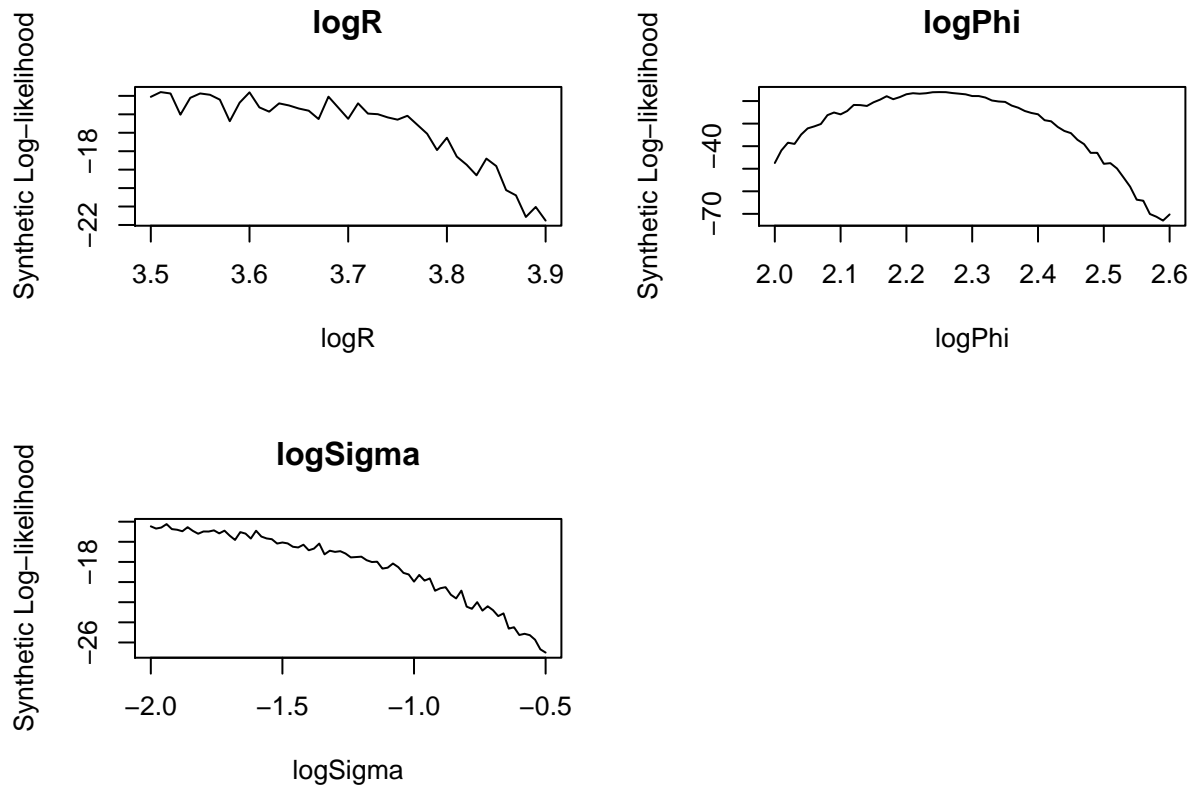 logR
Synthetic Log−likelihood
−22
−18
3.5 3.6 3.7 3.8 3.9
logR
logPhi
Synthetic Log−likelihood
−70
−40
2.0 2.1 2.2 2.3 2.4 2.5 2.6
logPhi
logSigma
Synthetic Log−likelihood
−26
−18
−2.0 −1.5 −1.0 −0.5
logSigma